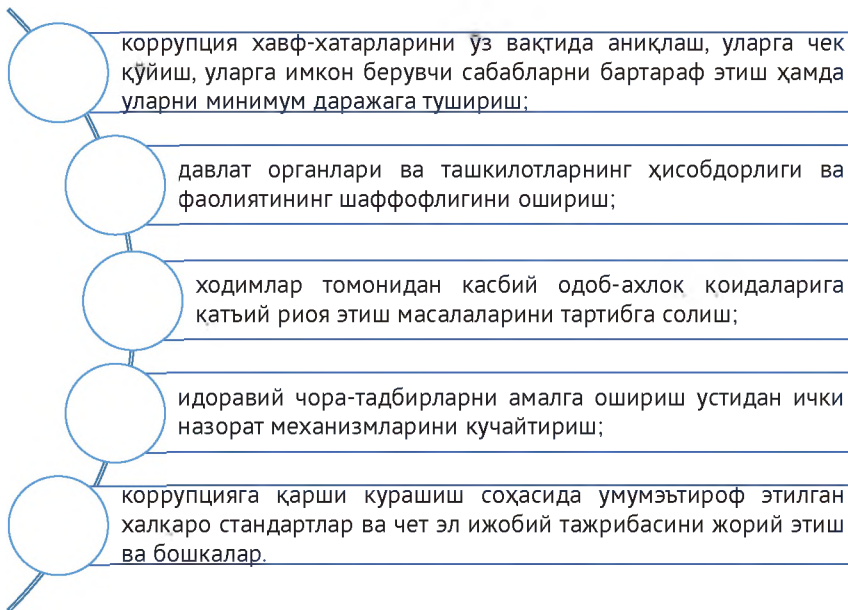 коррупция хавф-хатарларини ўз вақтида аниқлаш, уларга чек
қўйиш, уларга имкон берувчи сабабларни бартараф этиш ҳамда
уларни минимум даражага тушириш;
давлат органлари ва ташкилотларнинг ҳисобдорлиги ва
фаолиятининг шаффофлигини ошириш;
ходимлар томонидан касбий одоб-ахлоқ қоидаларига
қатъий риоя этиш масалаларини тартибга солиш;
идоравий чора-тадбирларни амалга ошириш устидан ички
назорат механизмларини кучайтириш;
коррупцияга қарши курашиш соҳасида умумэътироф этилган
халқаро стандартлар ва чет эл ижобий тажрибасини жорий этиш
ва бошкалар.